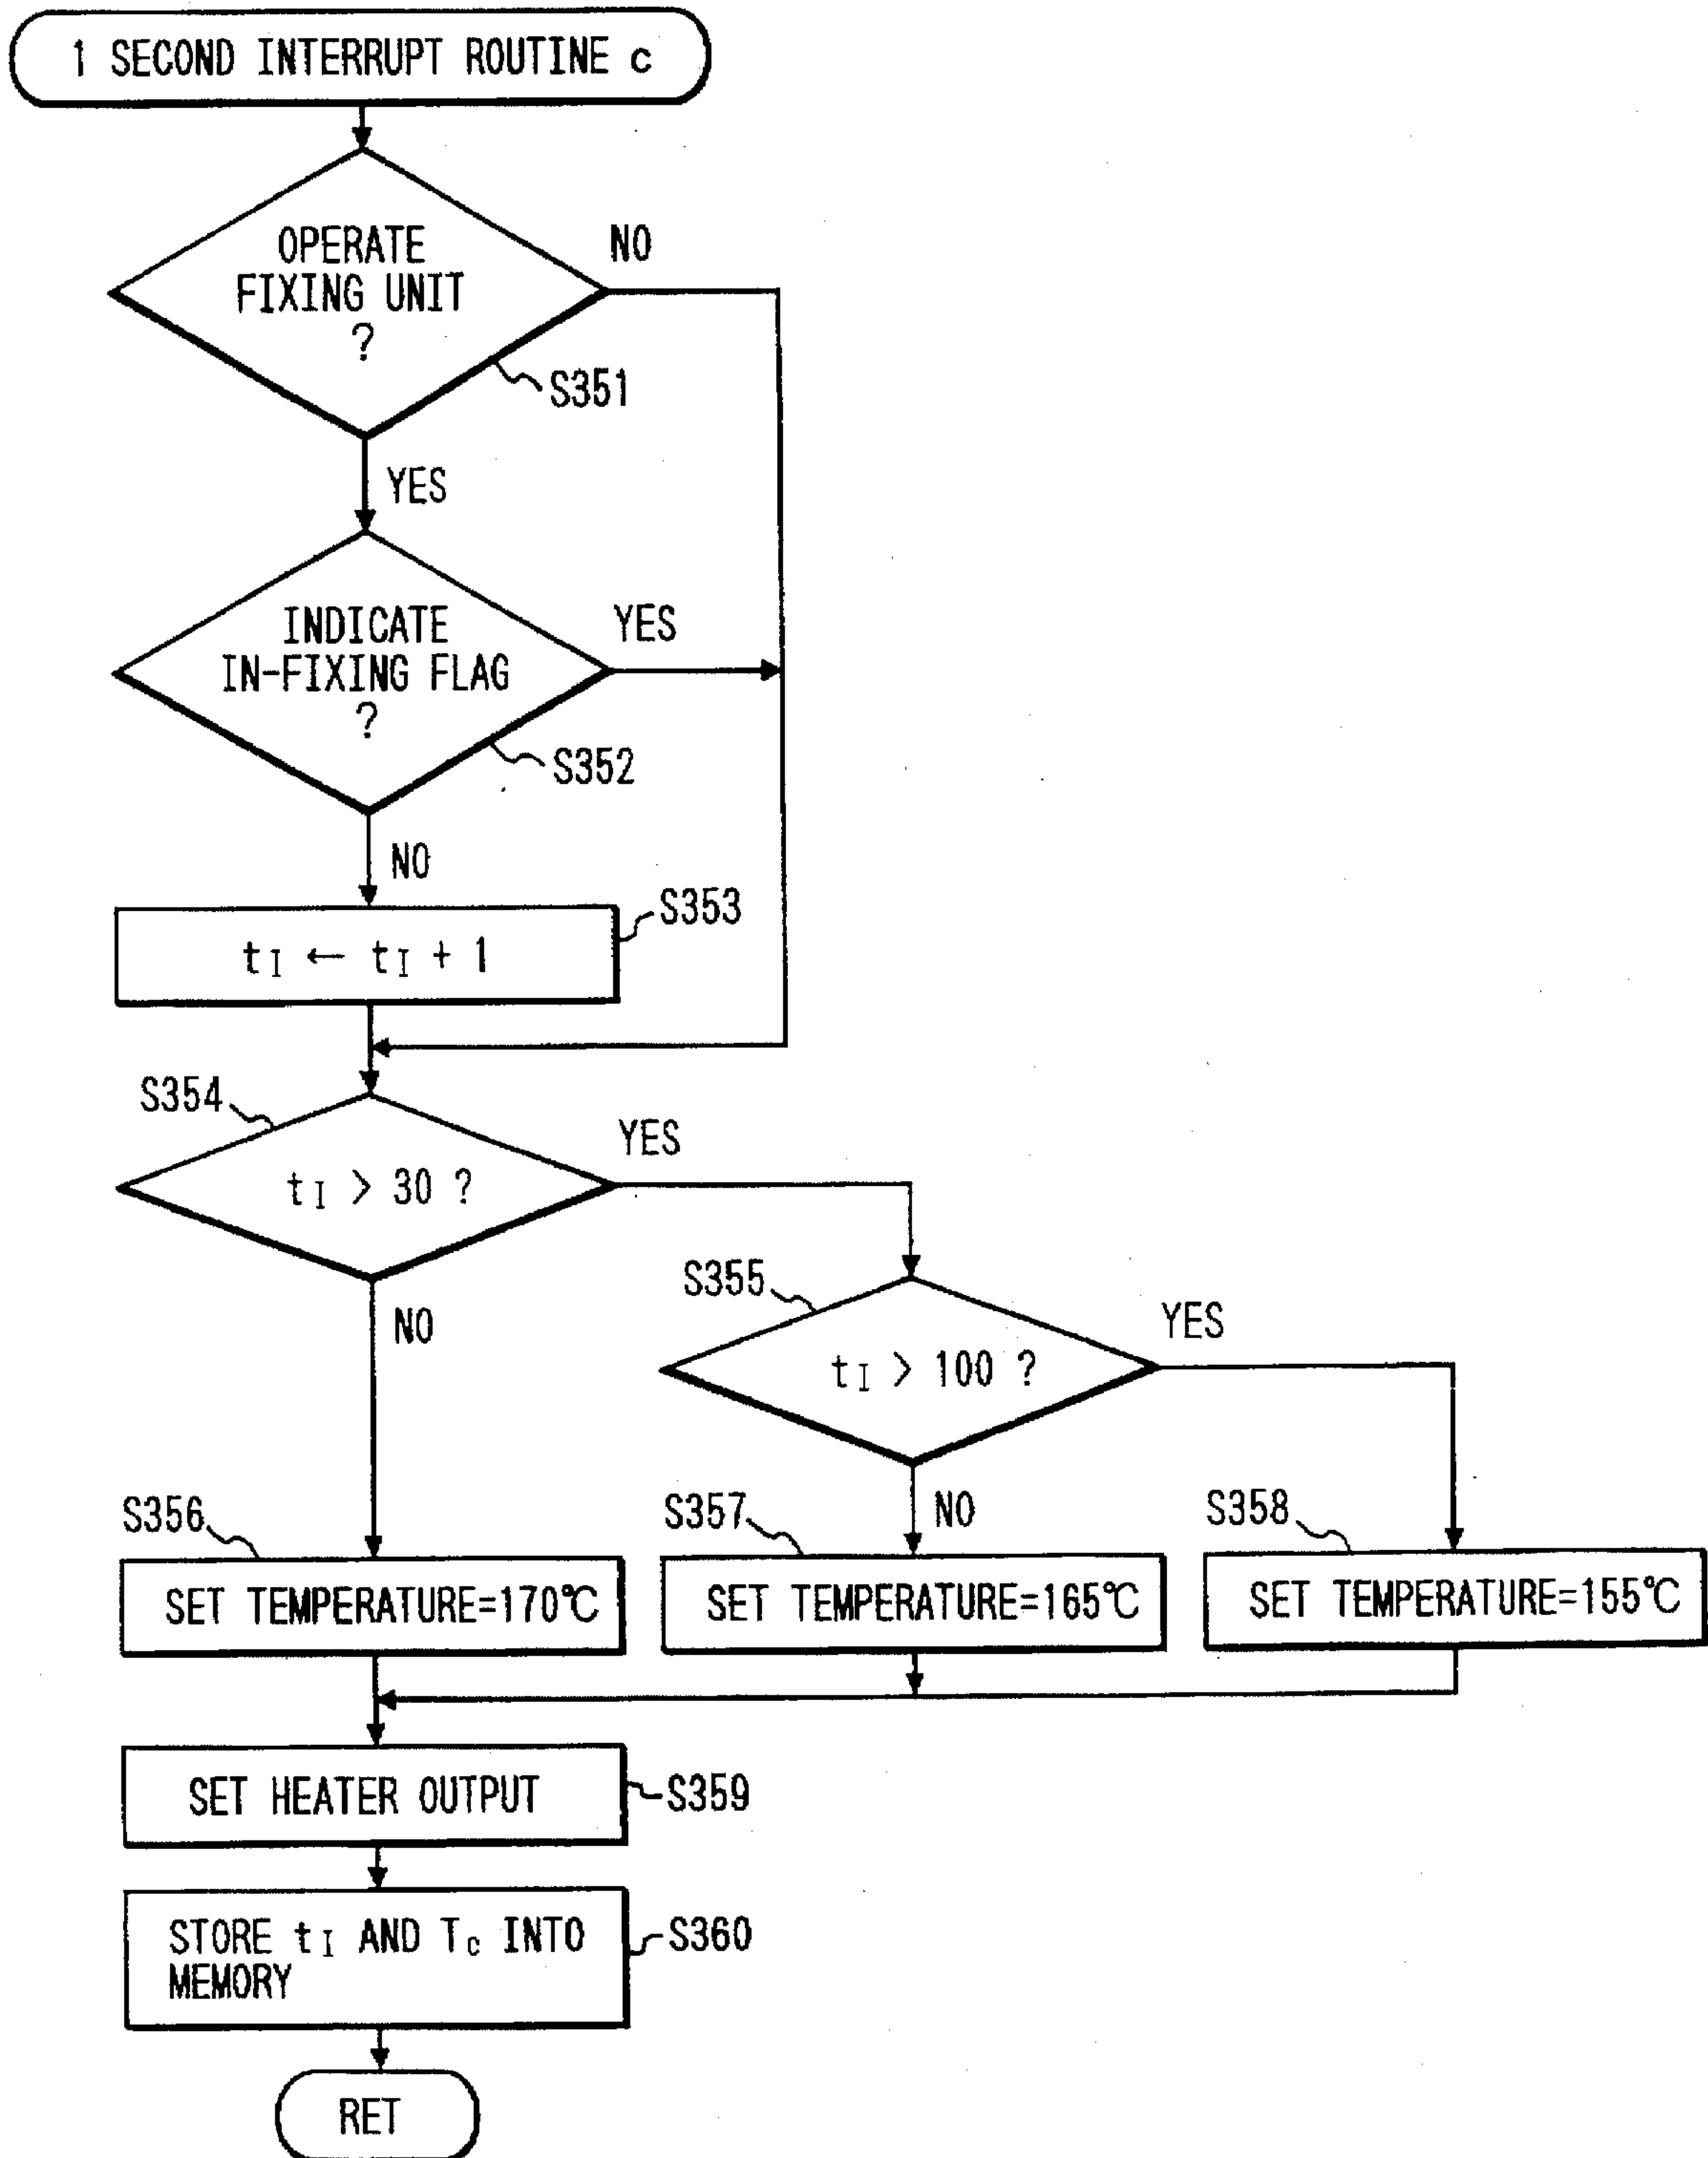 1 SECOND INTERRUPT ROUTINE c
OPERATE
FIXING UNIT
?
NO
S351
YES
INDICATE
IN-FIXING FLAG
?
YES
S352
NO
S353
tI ← tI + 1
S354
YES
tI > 30 ?
NO
S355
YES
tI > 100 ?
NO
S356
S357
S358
SET TEMPERATURE=170℃
SET TEMPERATURE=165℃
SET TEMPERATURE=155℃
SET HEATER OUTPUT
S359
STORE tI AND Tc INTO
MEMORY
S360
RET